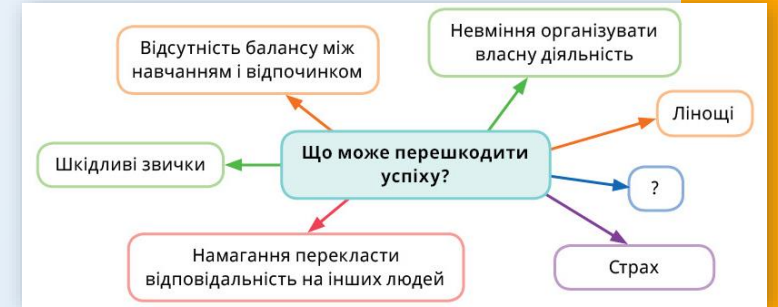 Відсутність балансу між
навчанням і відпочинком
Невміння організувати
власну діяльність
Лінощі
Що може перешкодити
успіху?
Шкідливі звички
?
Намагання перекласти
відповідальність на інших людей
Страх